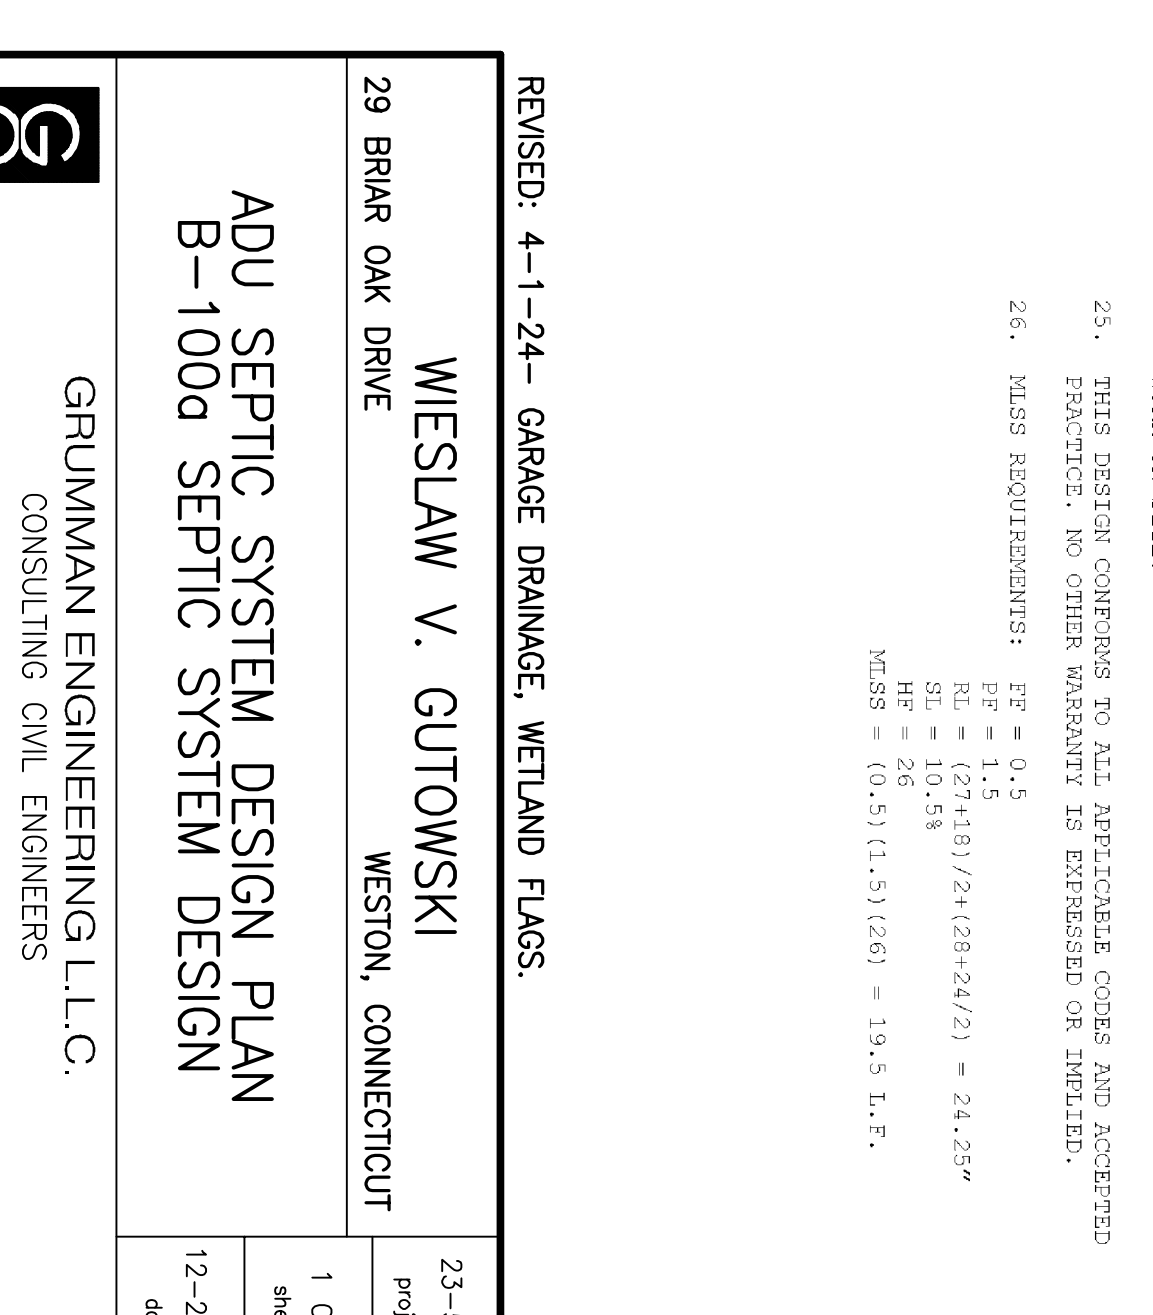 25. THIS DESIGN CONFORMS TO ALL APPLICABLE CODES AND ACCEPTED
PRACTICE. NO OTHER WARRANTY IS EXPRESSED OR IMPLIED.
26. MLSS REQUIREMENTS: FF = 0.5
PF = 1.5
RL = (27+18)/2+(28+24/2) = 24.25"
SL = 10.5%
HF = 26
MLSS = (0.5)(1.5)(26) = 19.5 L.F.
REVISED: 4-1-24- GARAGE DRAINAGE, WETLAND FLAGS.
WIESLAW V. GUTOWSKI
29 BRIAR OAK DRIVE WESTON, CONNECTICUT
ADU SEPTIC SYSTEM DESIGN PLAN
B-100a SEPTIC SYSTEM DESIGN
GRUMMAN ENGINEERING L.L.C.
CONSULTING CIVIL ENGINEERS
23-
1
12-2